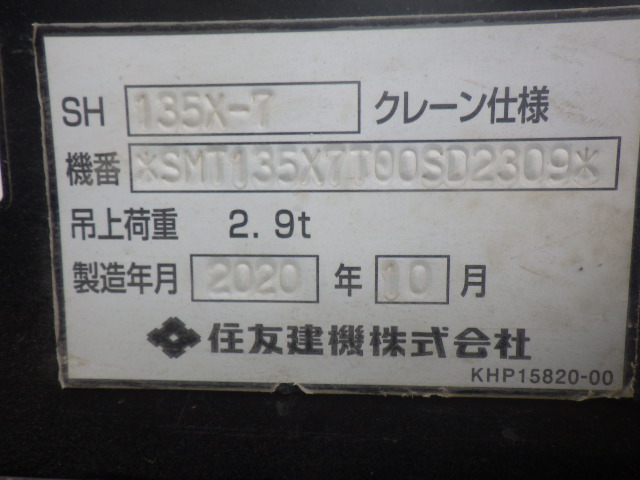 SH 135X-7 クレーン仕様
機番 *SMT135X7T00SD2309*
吊上荷重 2.9t
製造年月 2020 年 10 月
住友建機株式会社
KHP15820-00